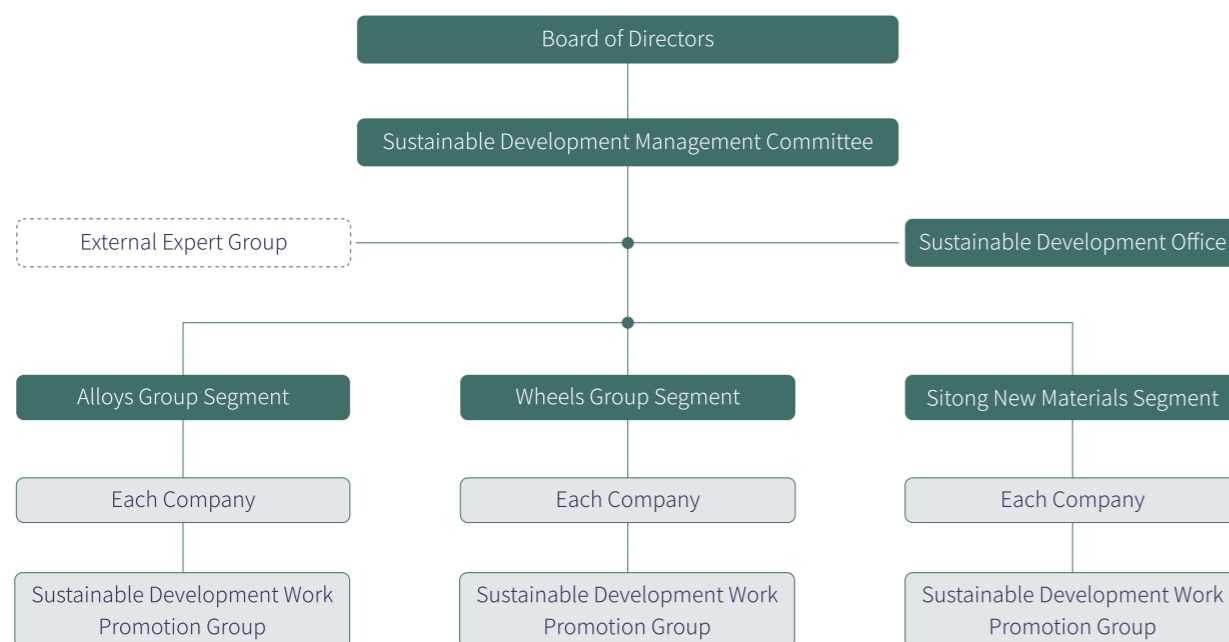 Board of Directors
Sustainable Development Management Committee
External Expert Group
Sustainable Development Office
Alloys Group Segment
Wheels Group Segment
Sitong New Materials Segment
Each Company
Each Company
Each Company
Sustainable Development Work
Promotion Group
Sustainable Development Work
Promotion Group
Sustainable Development Work
Promotion Group